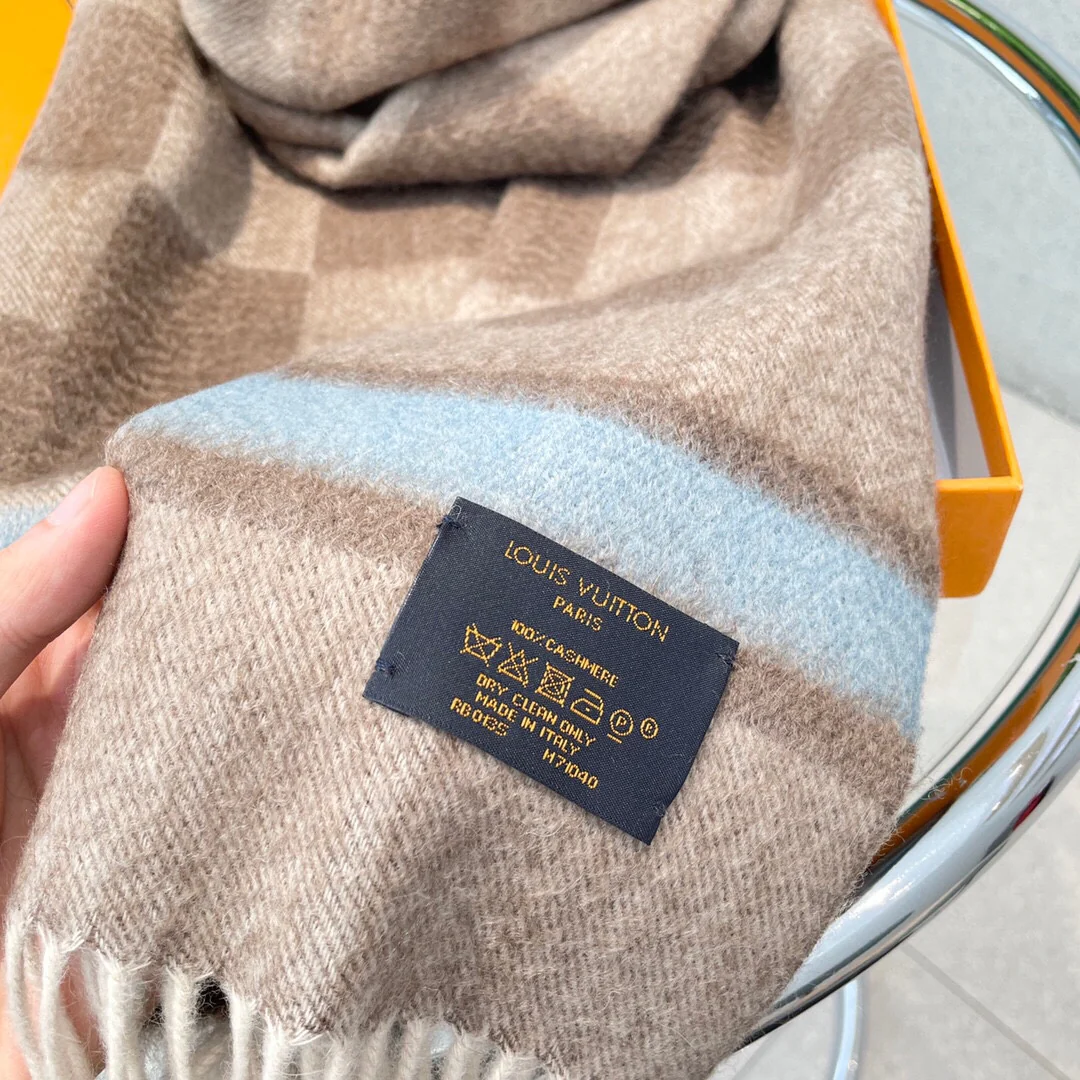 LOUIS VUITTON
PARIS
100%CASHMERE
P R
DRY CLEAN ONLY
MADE IN ITALY
RB0135 M71040